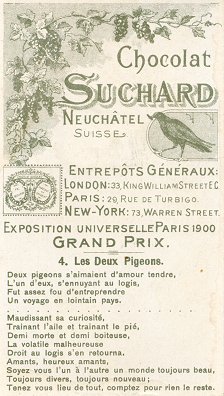 Chocolat
SUCHARD
NEUCHÂTEL
SUISSE
ENTREPÔTS GÉNÉRAUX:
LONDON: 33, KING WILLIAM STREET E.C
PARIS: 29, RUE DE TURBIGO.
NEW-YORK: 73, WARREN STREET.
EXPOSITION UNIVERSELLE PARIS 1900
GRAND PRIX.
4. Les Deux Pigeons.
Deux pigeons s'aimaient d'amour tendre,
L'un d'eux, s'ennuyant au logis,
Fut assez fou d'entreprendre
Un voyage en lointain pays.
Maudissant sa curiosité,
Traînant l'aile et traînant le pié,
Demi morte et demi boiteuse,
La volatile malheureuse
Droit au logis s'en retourna.
Amants, heureux amants,
Soyez vous l'un à l'autre un monde toujours beau,
Toujours divers, toujours nouveau;
Tenez vous lieu de tout, comptez pour rien le reste.